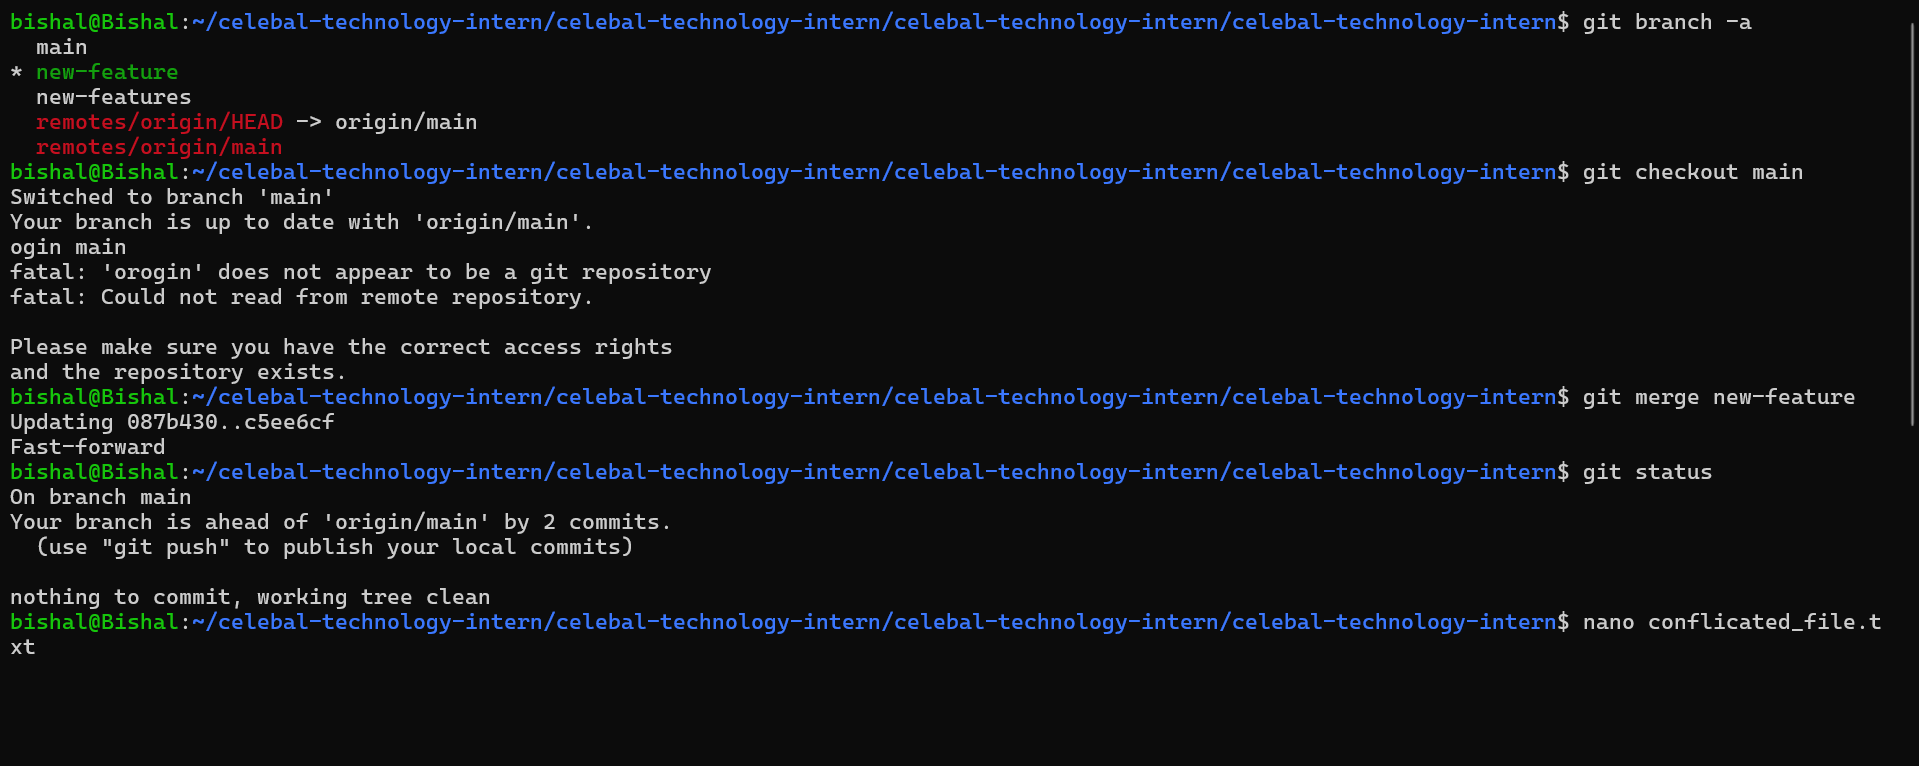 bishal@Bishal:~/celebal-technology-intern/celebal-technology-intern/celebal-technology-intern/celebal-technology-intern$ git branch -a
  main
* new-feature
  new-features
  remotes/origin/HEAD -> origin/main
  remotes/origin/main
bishal@Bishal:~/celebal-technology-intern/celebal-technology-intern/celebal-technology-intern/celebal-technology-intern$ git checkout main
Switched to branch 'main'
Your branch is up to date with 'origin/main'.
ogin main
fatal: 'orogin' does not appear to be a git repository
fatal: Could not read from remote repository.

Please make sure you have the correct access rights
and the repository exists.
bishal@Bishal:~/celebal-technology-intern/celebal-technology-intern/celebal-technology-intern/celebal-technology-intern$ git merge new-feature
Updating 087b430..c5ee6cf
Fast-forward
bishal@Bishal:~/celebal-technology-intern/celebal-technology-intern/celebal-technology-intern/celebal-technology-intern$ git status
On branch main
Your branch is ahead of 'origin/main' by 2 commits.
  (use "git push" to publish your local commits)

nothing to commit, working tree clean
bishal@Bishal:~/celebal-technology-intern/celebal-technology-intern/celebal-technology-intern/celebal-technology-intern$ nano conflicated_file.t
xt